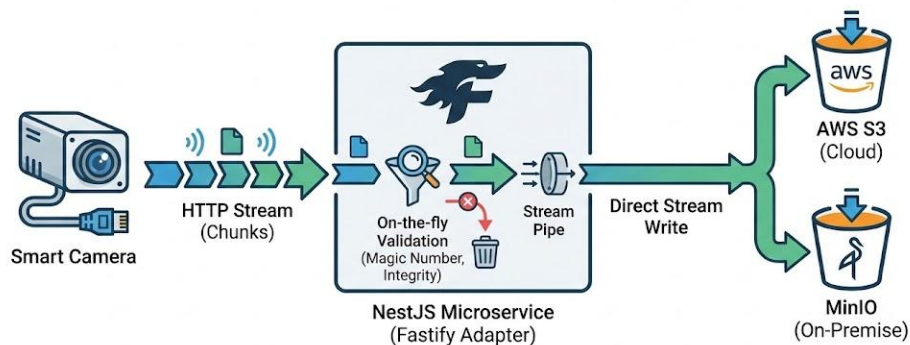 Smart Camera
HTTP Stream
(Chunks)
On-the-fly
Validation
(Magic Number,
Integrity)
Stream
Pipe
NestJS Microservice
(Fastify Adapter)
Direct Stream
Write
aws
AWS S3
(Cloud)
MinIO
(On-Premise)